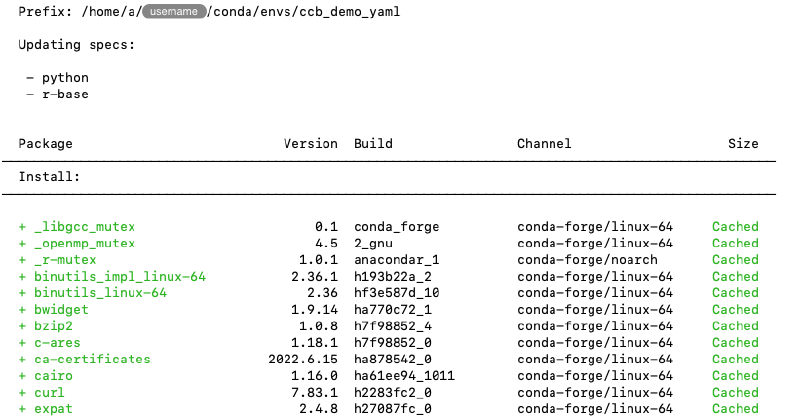 Prefix: /home/a/username/conda/envs/ccb_demo_yaml
Updating specs:
- python
- r-base
Package Version Build Channel Size
Install:
+ _libgcc_mutex 0.1 conda_forge conda-forge/linux-64 Cached
+ _openmp_mutex 4.5 2_gnu conda-forge/linux-64 Cached
+ _r-mutex 1.0.1 anacondar_1 conda-forge/noarch Cached
+ binutils_impl_linux-64 2.36.1 h193b22a_2 conda-forge/linux-64 Cached
+ binutils_linux-64 2.36 hf3e587d_10 conda-forge/linux-64 Cached
+ bwidget 1.9.14 ha770c72_1 conda-forge/linux-64 Cached
+ bzip2 1.0.8 h7f98852_4 conda-forge/linux-64 Cached
+ c-ares 1.18.1 h7f98852_0 conda-forge/linux-64 Cached
+ ca-certificates 2022.6.15 ha878542_0 conda-forge/linux-64 Cached
+ cairo 1.16.0 ha61ee94_1011 conda-forge/linux-64 Cached
+ curl 7.83.1 h2283fc2_0 conda-forge/linux-64 Cached
+ expat 2.4.8 h27087fc_0 conda-forge/linux-64 Cached